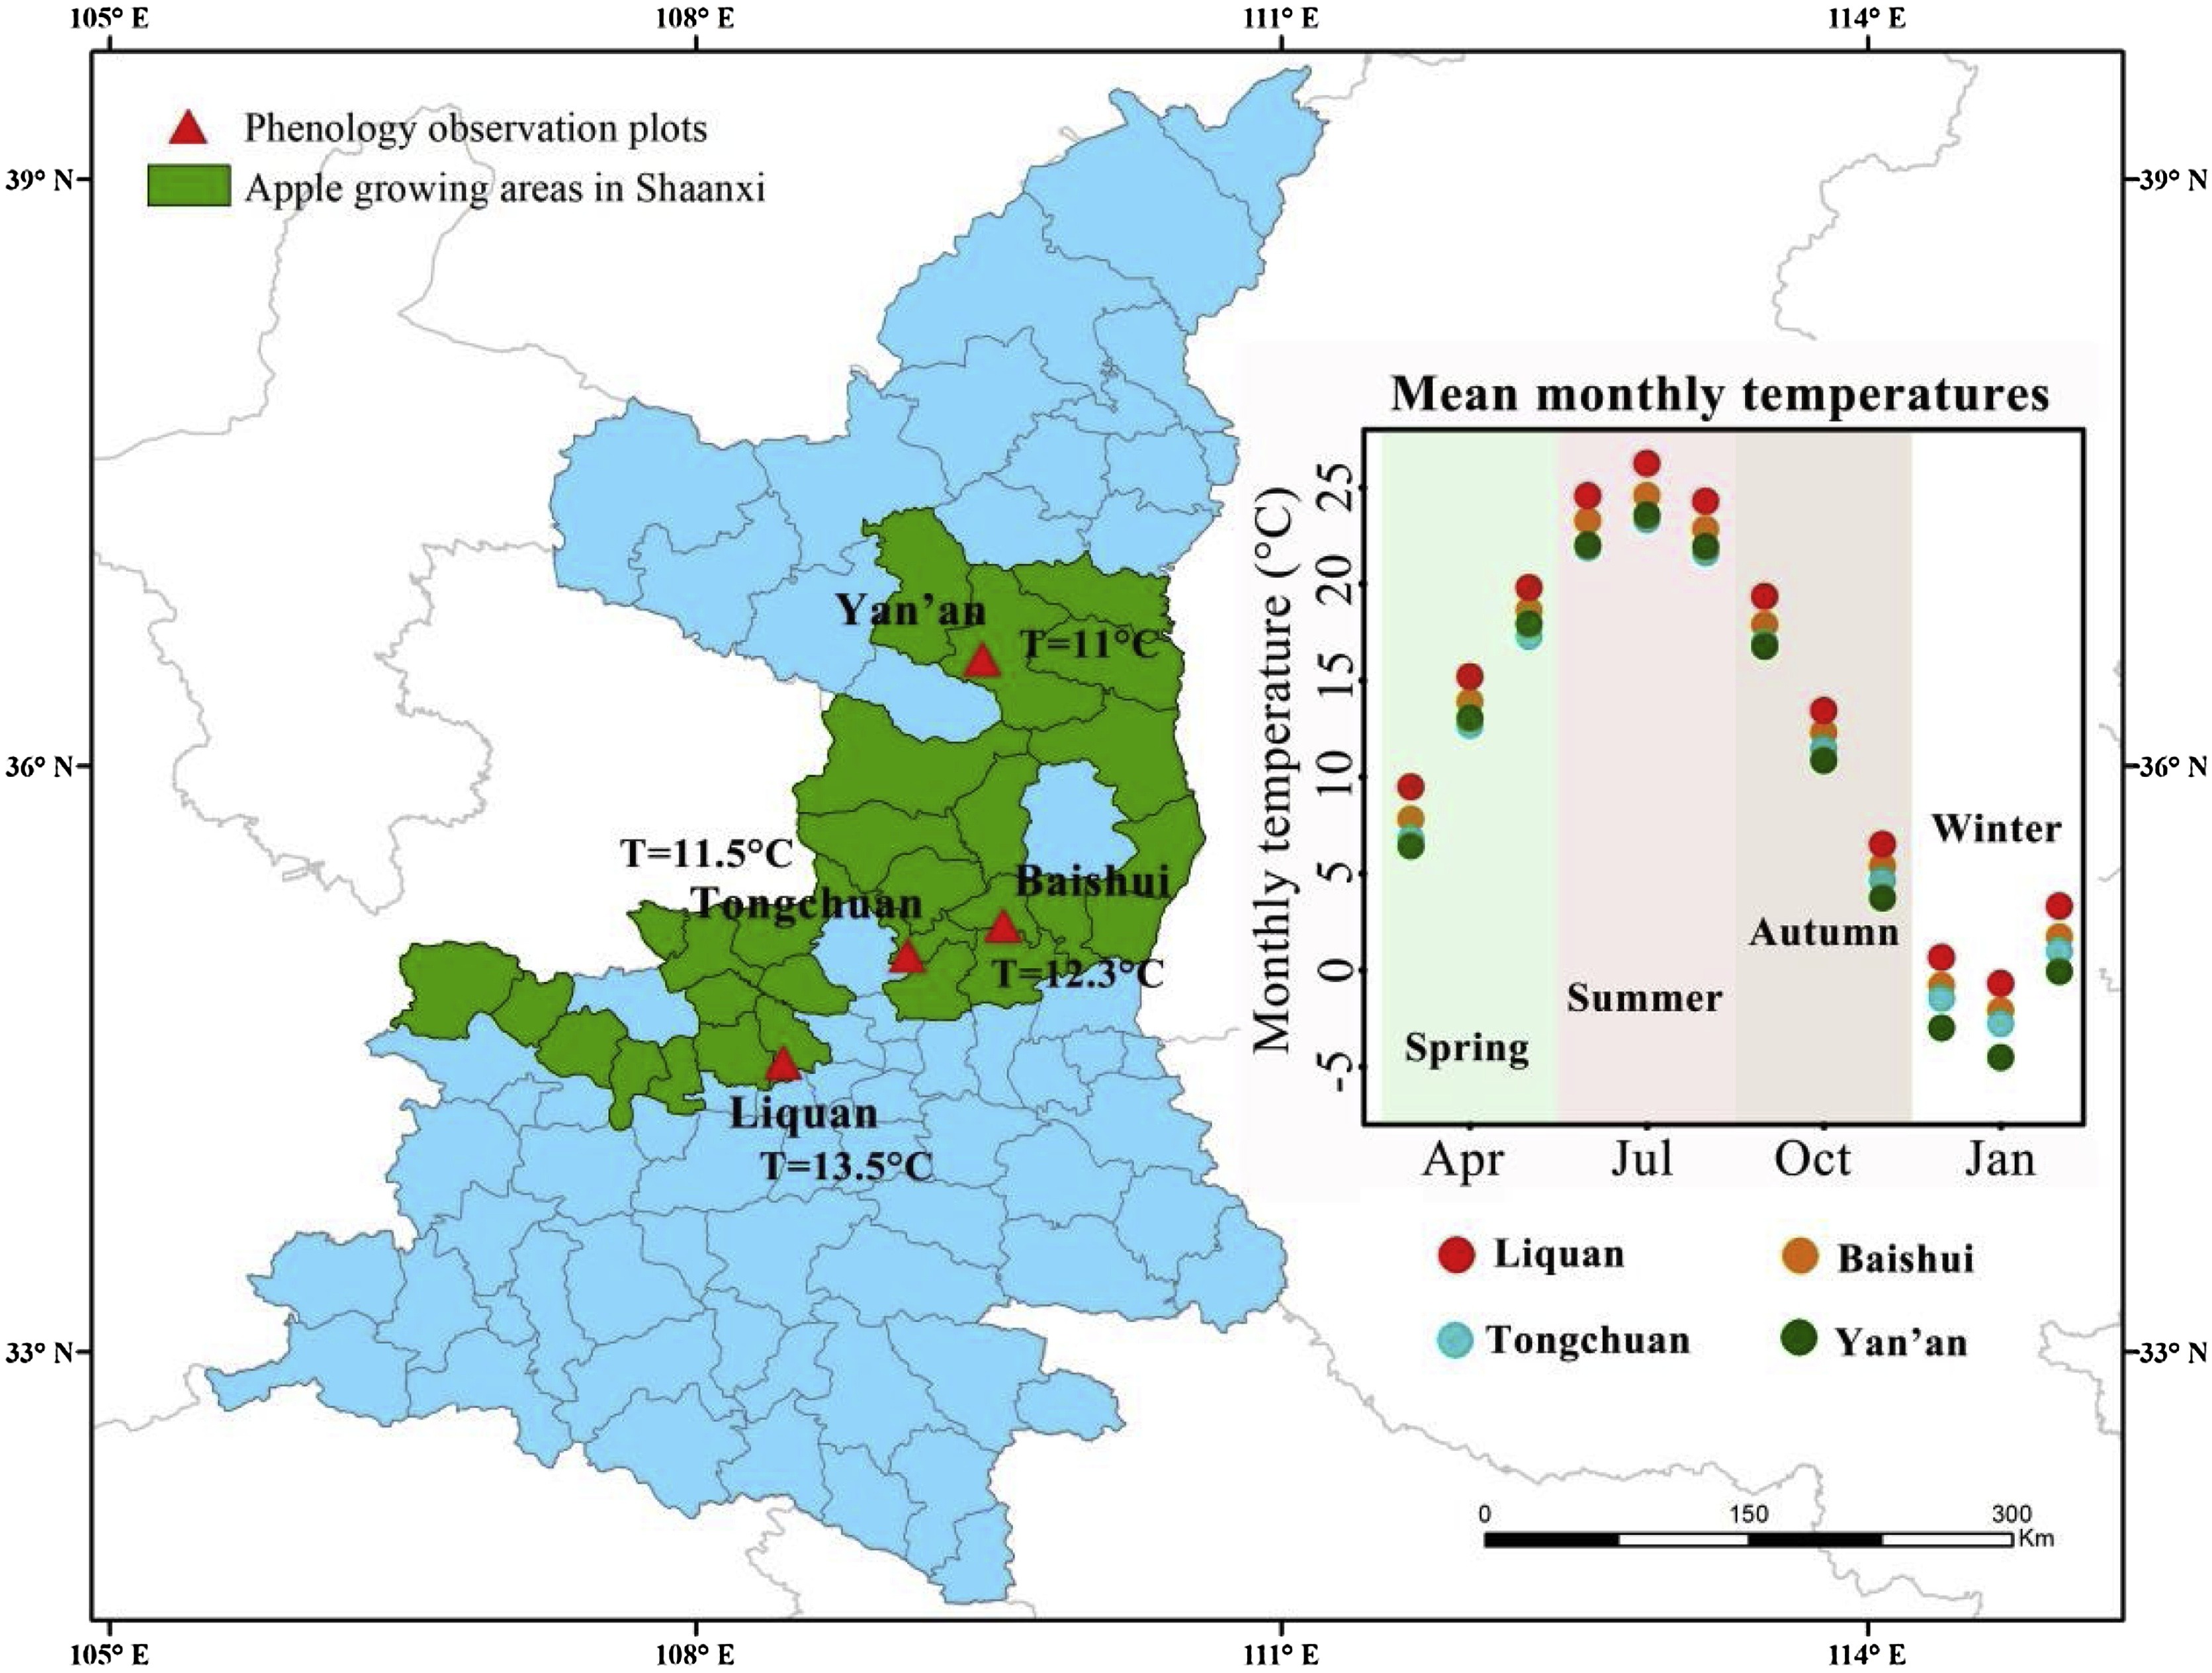 105° E 108° E 111° E 114° E
Phenology observation plots
Apple growing areas in Shaanxi
39° N 39° N
Mean monthly temperatures
Monthly temperature (°C)
25
20
15
10
5
0
-5
Spring
Summer
Autumn
Winter
Apr Jul Oct Jan
Yan’an
T=11°C
36° N 36° N
T=11.5°C
Tongchuan
Baishui
T=12.3°C
Liquan
T=13.5°C
Liquan Baishui
Tongchuan Yan’an
33° N 33° N
0 150 300
Km
105° E 108° E 111° E 114° E